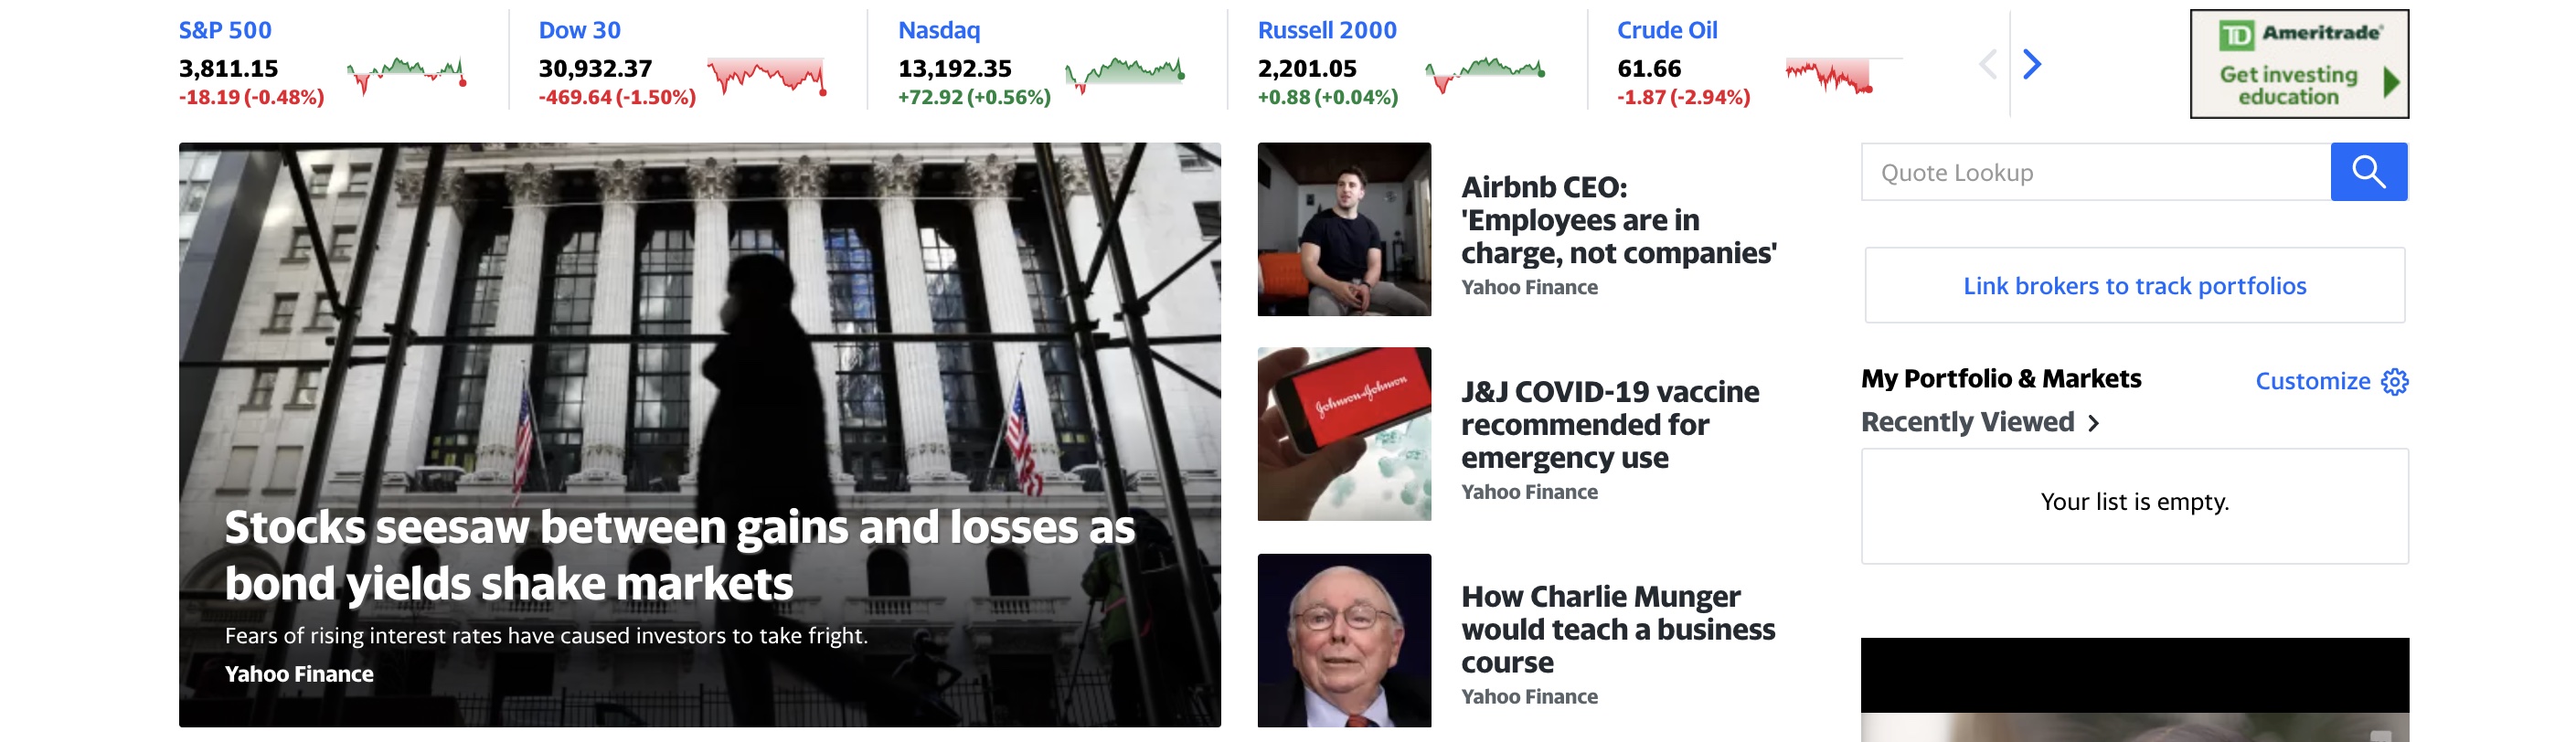 S&P 500
3,811.15
-18.19 (-0.48%)
Dow 30
30,932.37
-469.64 (-1.50%)
Nasdaq
13,192.35
+72.92 (+0.56%)
Russell 2000
2,201.05
+0.88 (+0.04%)
Crude Oil
61.66
-1.87 (-2.94%)
TD Ameritrade
Get investing
education
Stocks seesaw between gains and losses as
bond yields shake markets
Fears of rising interest rates have caused investors to take fright.
Yahoo Finance
Airbnb CEO:
'Employees are in
charge, not companies'
Yahoo Finance
Johnson & Johnson
J&J COVID-19 vaccine
recommended for
emergency use
Yahoo Finance
How Charlie Munger
would teach a business
course
Yahoo Finance
Quote Lookup
Link brokers to track portfolios
My Portfolio & Markets
Customize
Recently Viewed
Your list is empty.